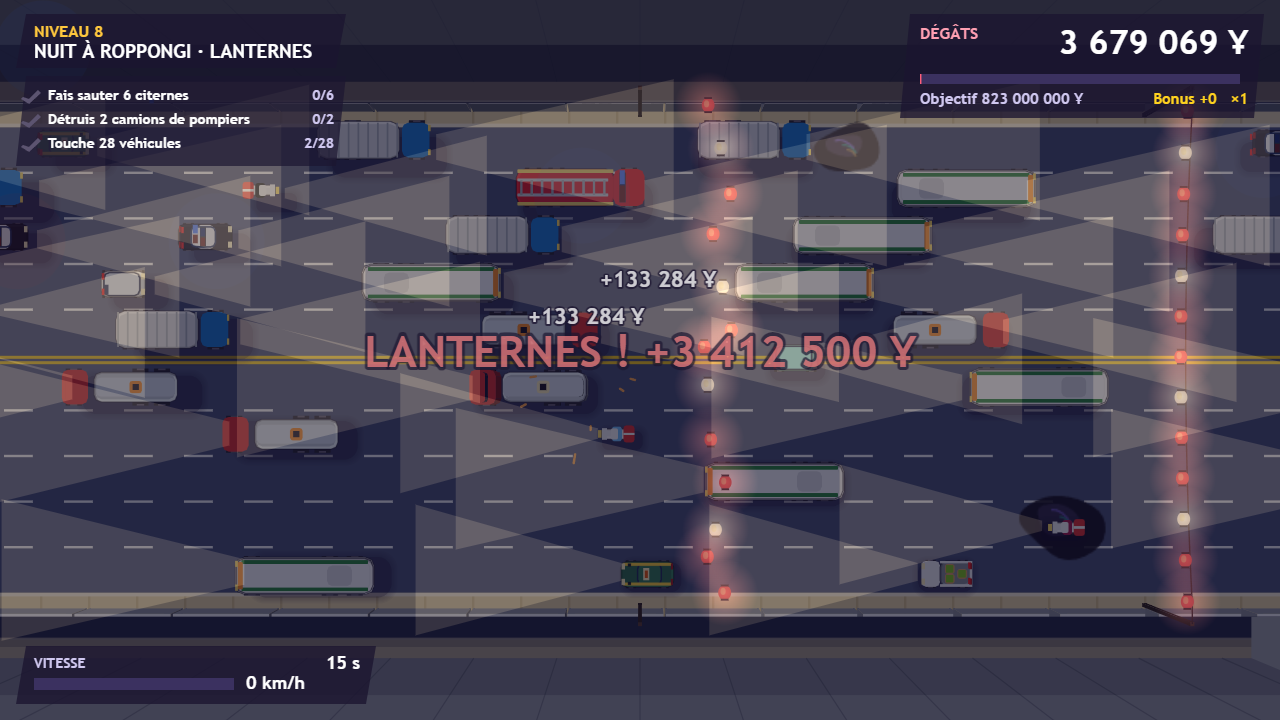 NIVEAU 8
NUIT À ROPPONGI · LANTERNES
Fais sauter 6 citernes 0/6
Détruis 2 camions de pompiers 0/2
Touche 28 véhicules 2/28
DÉGÂTS 3 679 069 ¥
Objectif 823 000 000 ¥ Bonus +0 ×1
+133 284 ¥
+133 284 ¥
LANTERNES ! +3 412 500 ¥
VITESSE 15 s
0 km/h